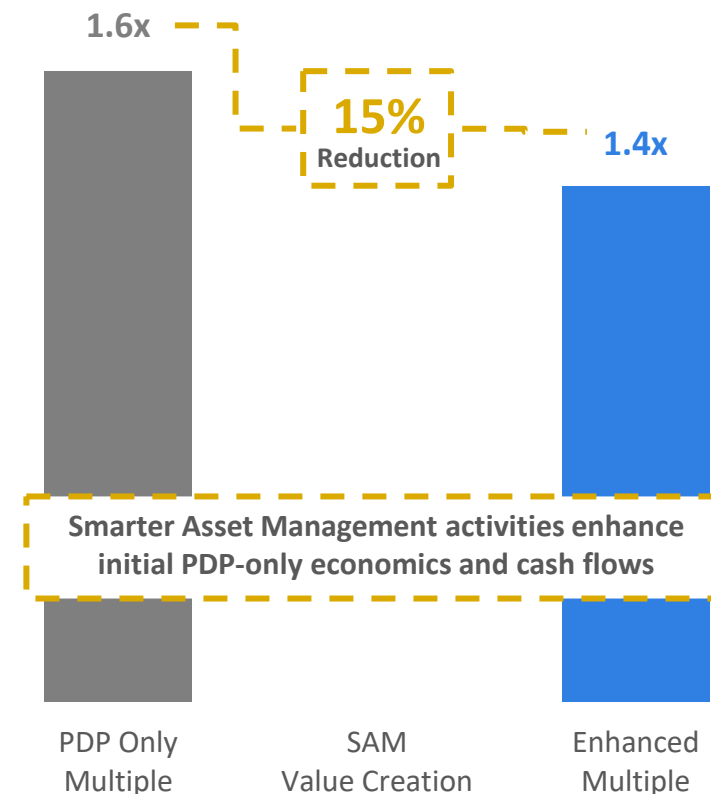 1.6x
15%
Reduction
1.4x
Smarter Asset Management activities enhance
initial PDP-only economics and cash flows
PDP Only
Multiple
SAM
Value Creation
Enhanced
Multiple